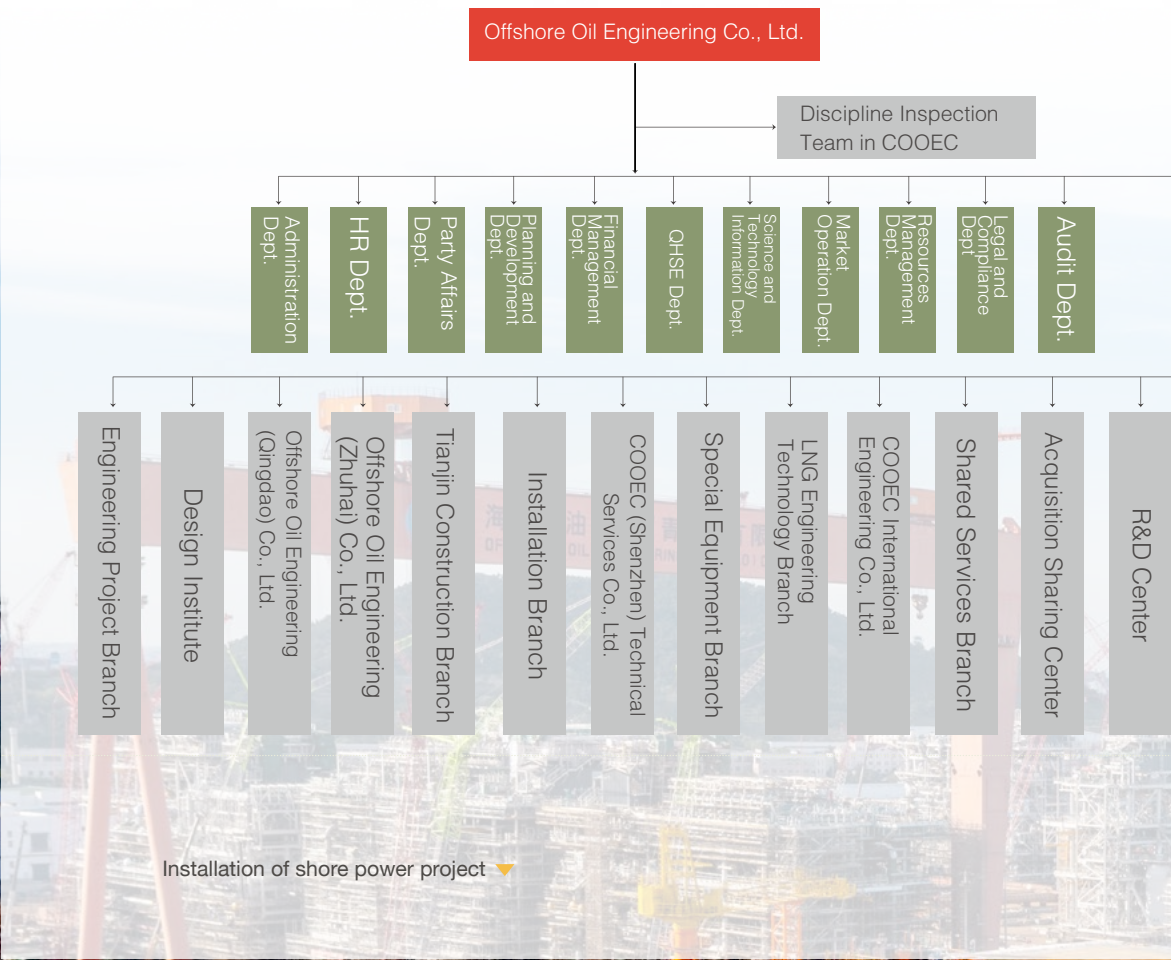 Offshore Oil Engineering Co., Ltd.
Discipline Inspection
Team in COOEC
Administration
Dept.
HR Dept.
Party Affairs
Dept.
Planning and
Development
Dept.
Financial
Management
Dept.
QHSE Dept.
Science and
Technology
Information Dept.
Market
Operation Dept.
Resources
Management
Dept.
Legal and
Compliance
Dept
Audit Dept.
Engineering Project Branch
Design Institute
Offshore Oil Engineering
(Qingdao) Co., Ltd.
Offshore Oil Engineering
(Zhuhai) Co., Ltd.
Tianjin Construction Branch
Installation Branch
COOEC (Shenzhen) Technical
Services Co., Ltd.
Special Equipment Branch
LNG Engineering
Technology Branch
COOEC International
Engineering Co., Ltd.
Shared Services Branch
Acquisition Sharing Center
R&D Center
Installation of shore power project